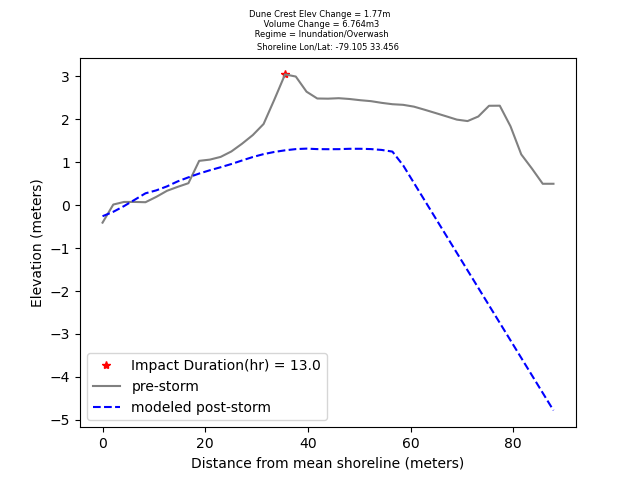 Dune Crest Elev Change = 1.77m
Volume Change = 6.764m3
Regime = Inundation/Overwash
Shoreline Lon/Lat: -79.105 33.456
3
2
1
0
−1
−2
−3
−4
−5
Elevation (meters)
Impact Duration(hr) = 13.0
pre-storm
modeled post-storm
0 20 40 60 80
Distance from mean shoreline (meters)